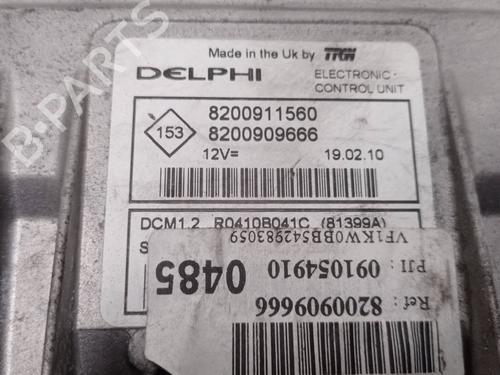 Made in the Uk by TRW
DELPHI
ELECTRONIC
CONTROL UNIT
153
8200911560
8200909666
12V=
19.02.10
DCM1.2 R0410B041C (81399A)
S
VF1KW0BB542983059
0485
PJI : 091054910
Ref : 8200909666
B-PARTS